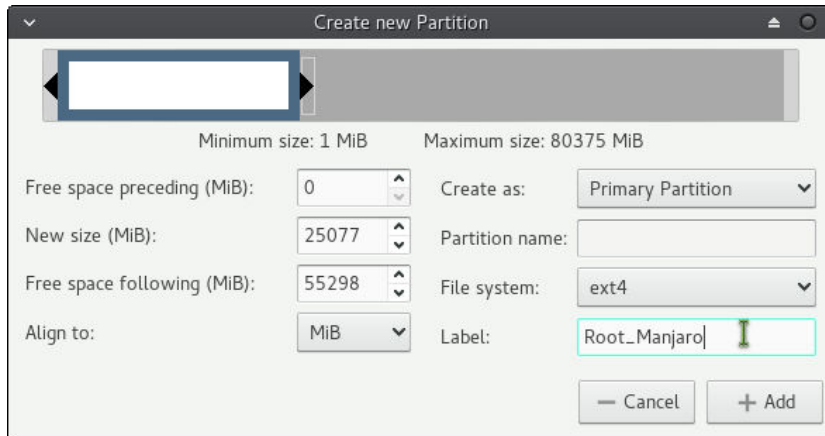 Create new Partition
Minimum size: 1 MiB Maximum size: 80375 MiB
Free space preceding (MiB): 0 Create as: Primary Partition
New size (MiB): 25077 Partition name:
Free space following (MiB): 55298 File system: ext4
Align to: MiB Label: Root_Manjaro
Cancel Add